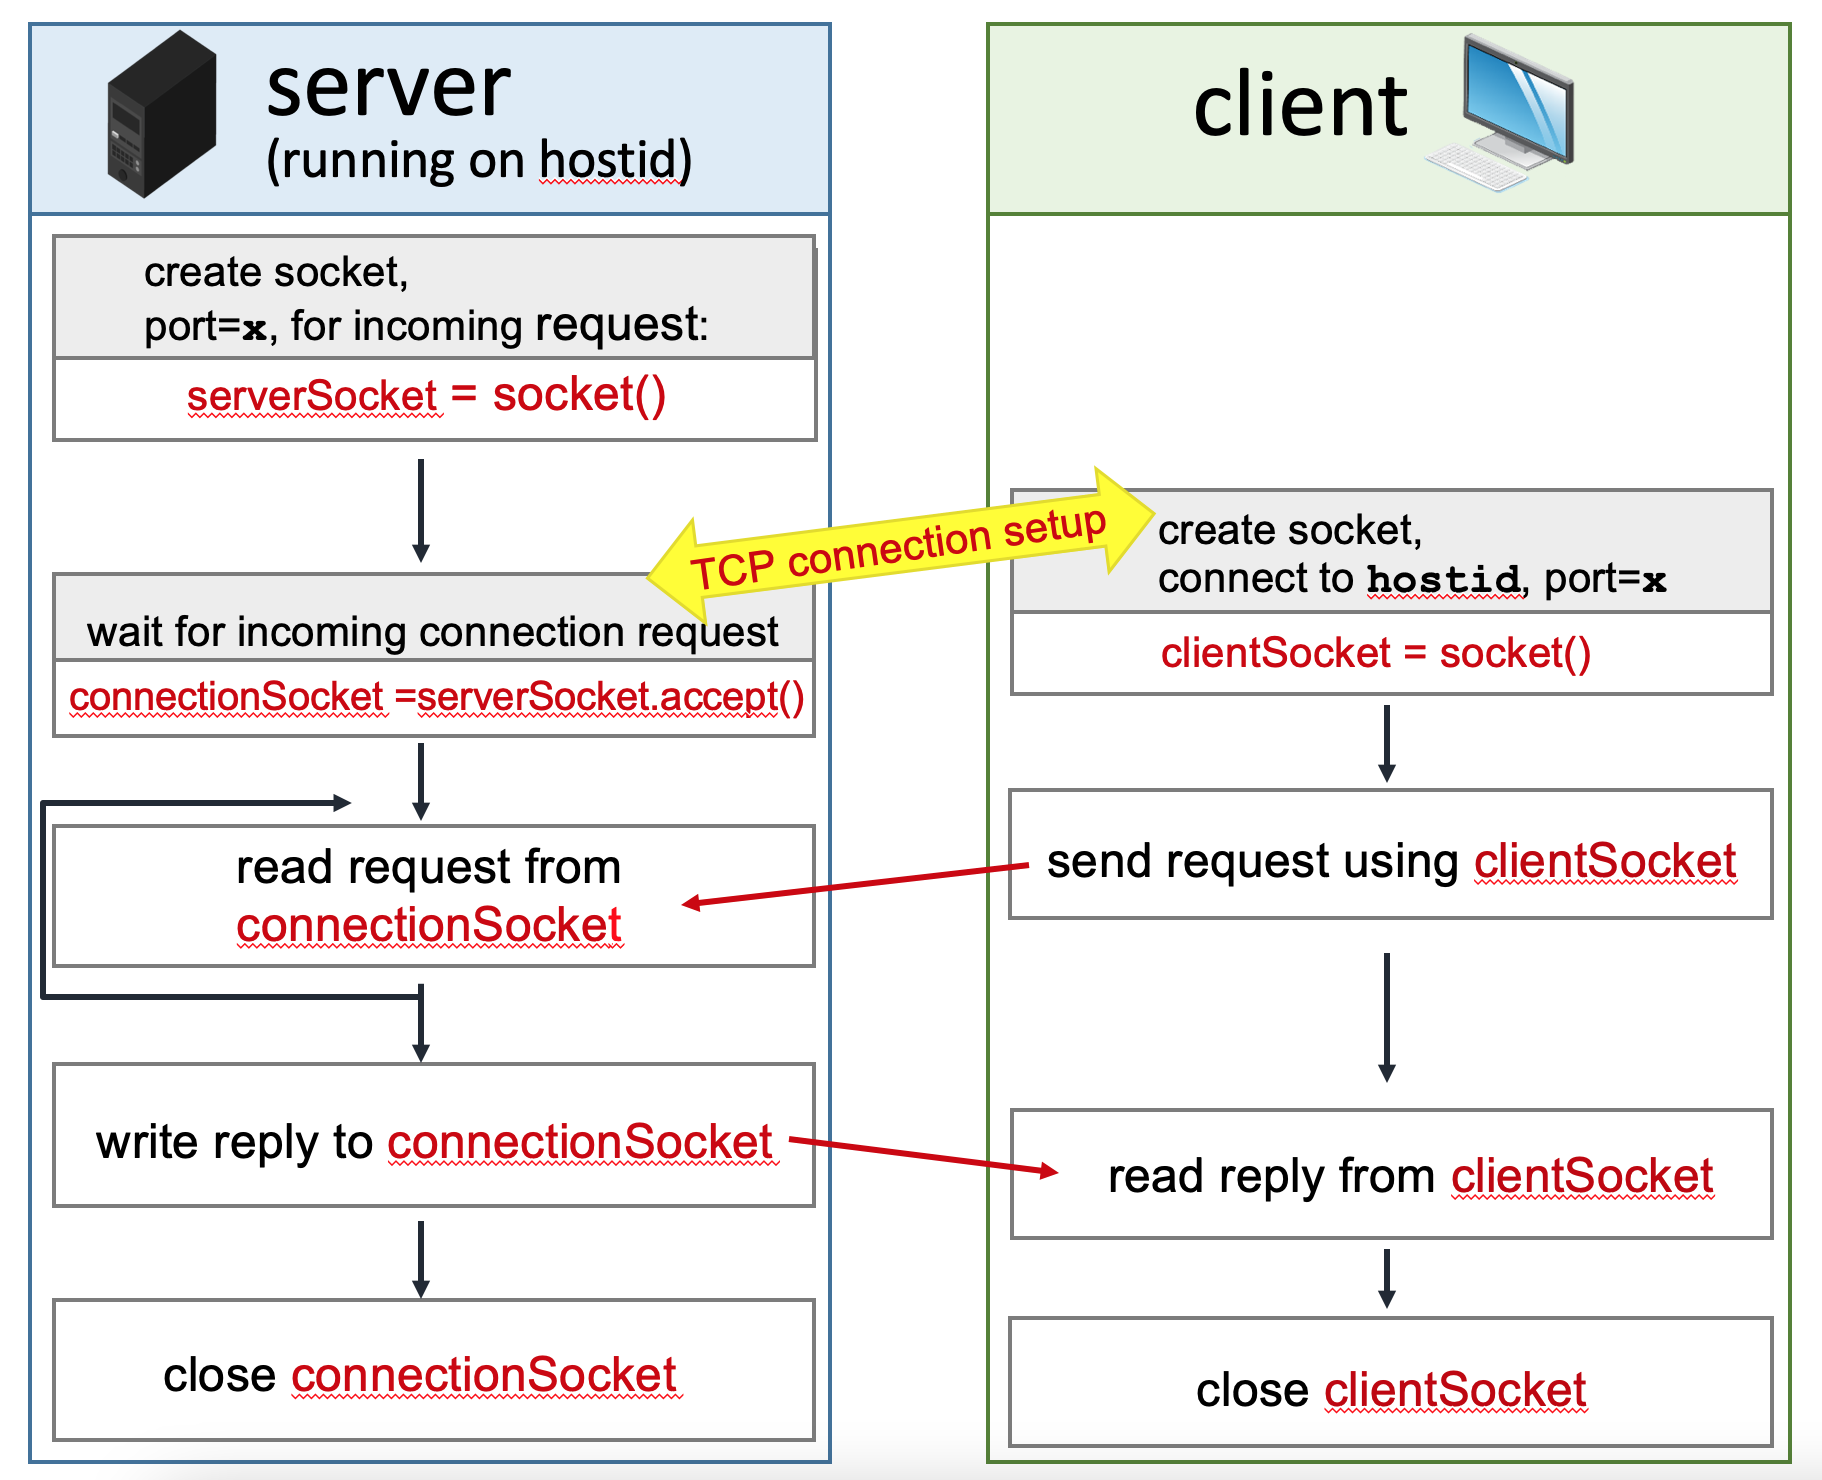 server
(running on hostid)
create socket,
port=x, for incoming request:
serverSocket = socket()
wait for incoming connection request
connectionSocket =serverSocket.accept()
read request from
connectionSocket
write reply to connectionSocket
close connectionSocket
TCP connection setup
client
create socket,
connect to hostid, port=x
clientSocket = socket()
send request using clientSocket
read reply from clientSocket
close clientSocket